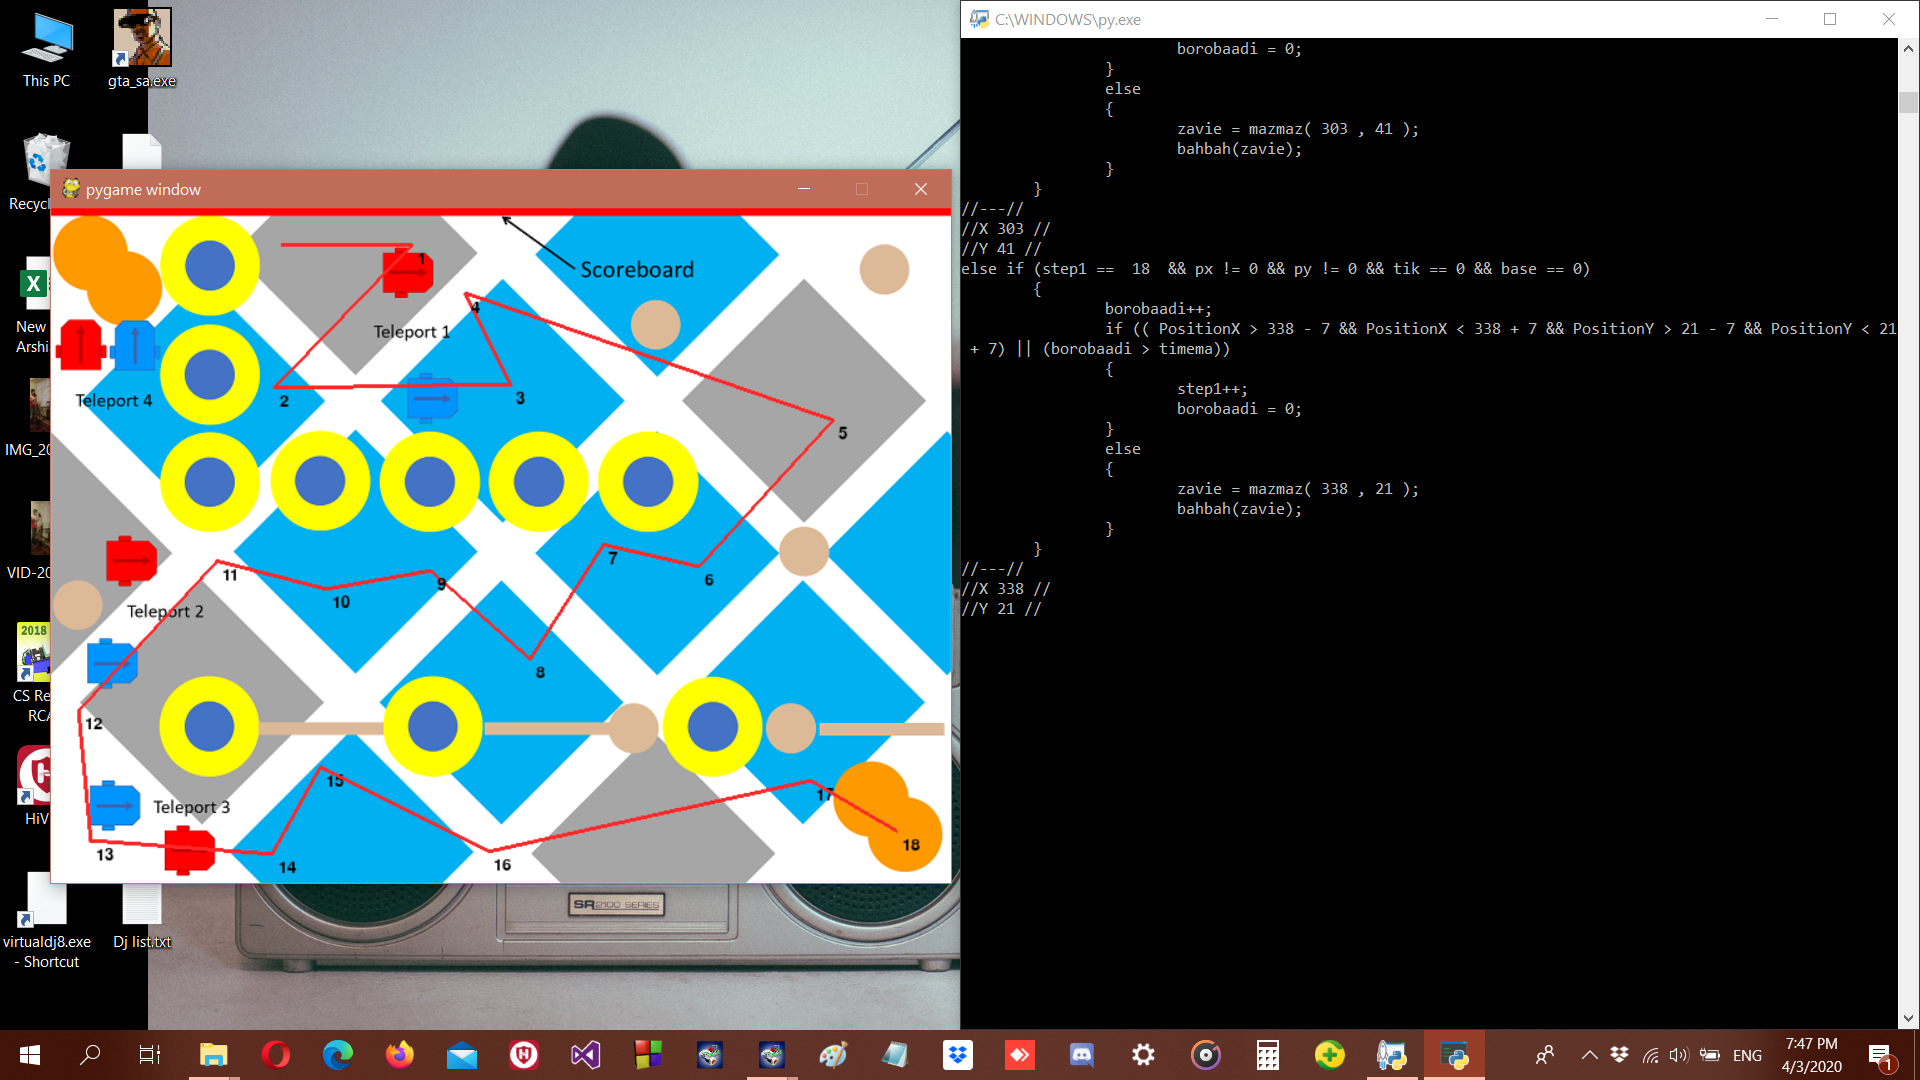 This PC
gta_sa.exe
Recycl
New
Arshi
IMG_20
VID-20
2018
CS Re
RCA
HiV
virtualdj8.exe
- Shortcut
Dj list.txt
pygame window
Scoreboard
1
Teleport 1
4
2
3
Teleport 4
5
7
6
11
9
10
Teleport 2
8
12
15
17
Teleport 3
13
14
16
18
SR 2100 SERIES
C:\WINDOWS\py.exe
borobaadi = 0;
}
else
{
zavie = mazmaz( 303 , 41 );
bahbah(zavie);
}
}
//---//
//X 303 //
//Y 41 //
else if (step1 ==  18  && px != 0 && py != 0 && tik == 0 && base == 0)
{
borobaadi++;
if (( PositionX > 338 - 7 && PositionX < 338 + 7 && PositionY > 21 - 7 && PositionY < 21
+ 7) || (borobaadi > timema))
{
step1++;
borobaadi = 0;
}
else
{
zavie = mazmaz( 338 , 21 );
bahbah(zavie);
}
}
//---//
//X 338 //
//Y 21 //
ENG
7:47 PM
4/3/2020
1